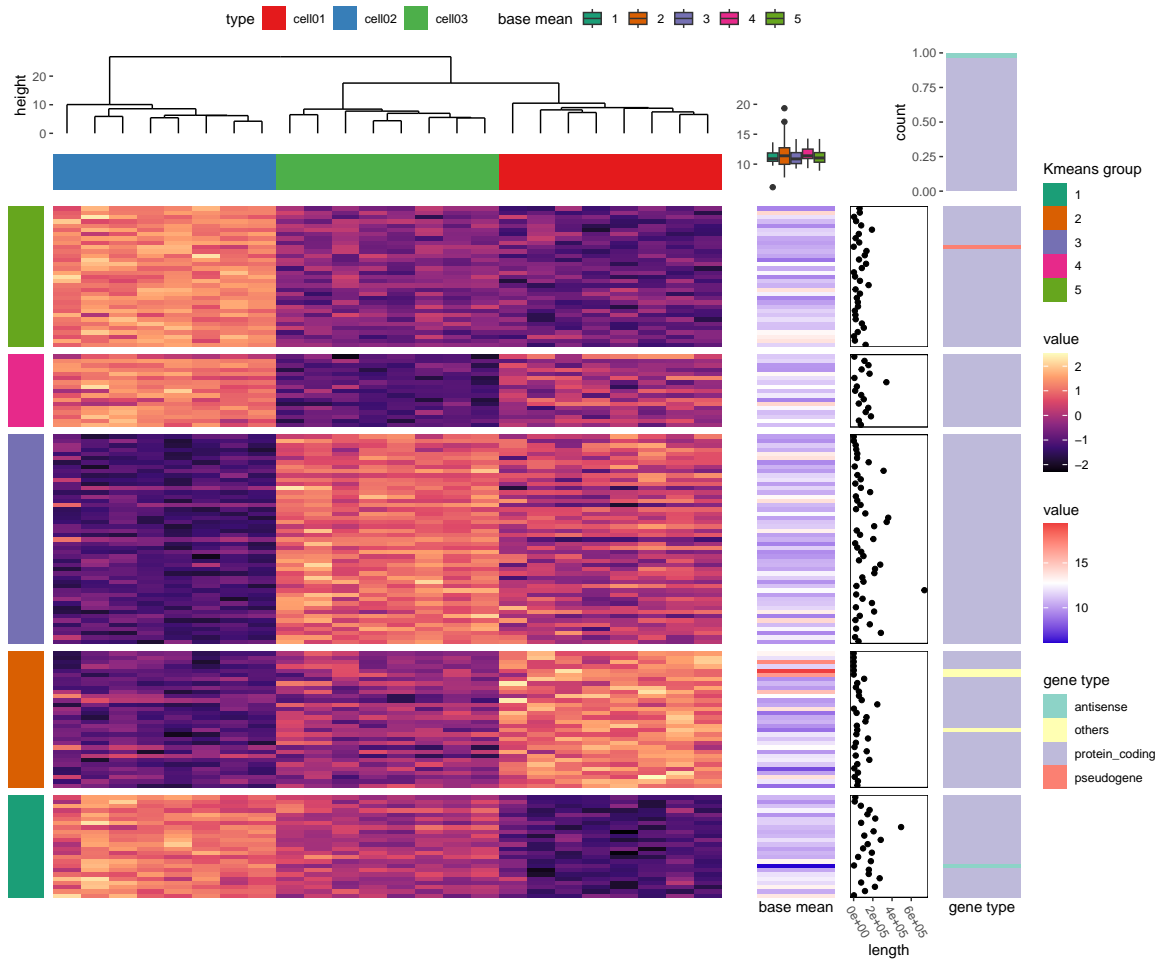 type cell01 cell02 cell03 base mean 1 2 3 4 5
height
20
10
0
20
15
10
count
1.00
0.75
0.50
0.25
0.00
Kmeans group
1
2
3
4
5
value
2
1
0
−1
−2
value
15
10
gene type
antisense
others
protein_coding
pseudogene
base mean
0e+00
2e+05
4e+05
6e+05
length
gene type